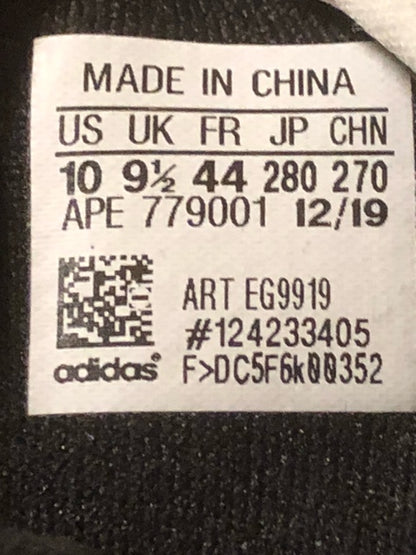 MADE IN CHINA
US UK FR JP CHN
10 9½ 44 280 270
APE 779001 12/19
ART EG9919
#124233405
adidas® F>DC5F6k00352